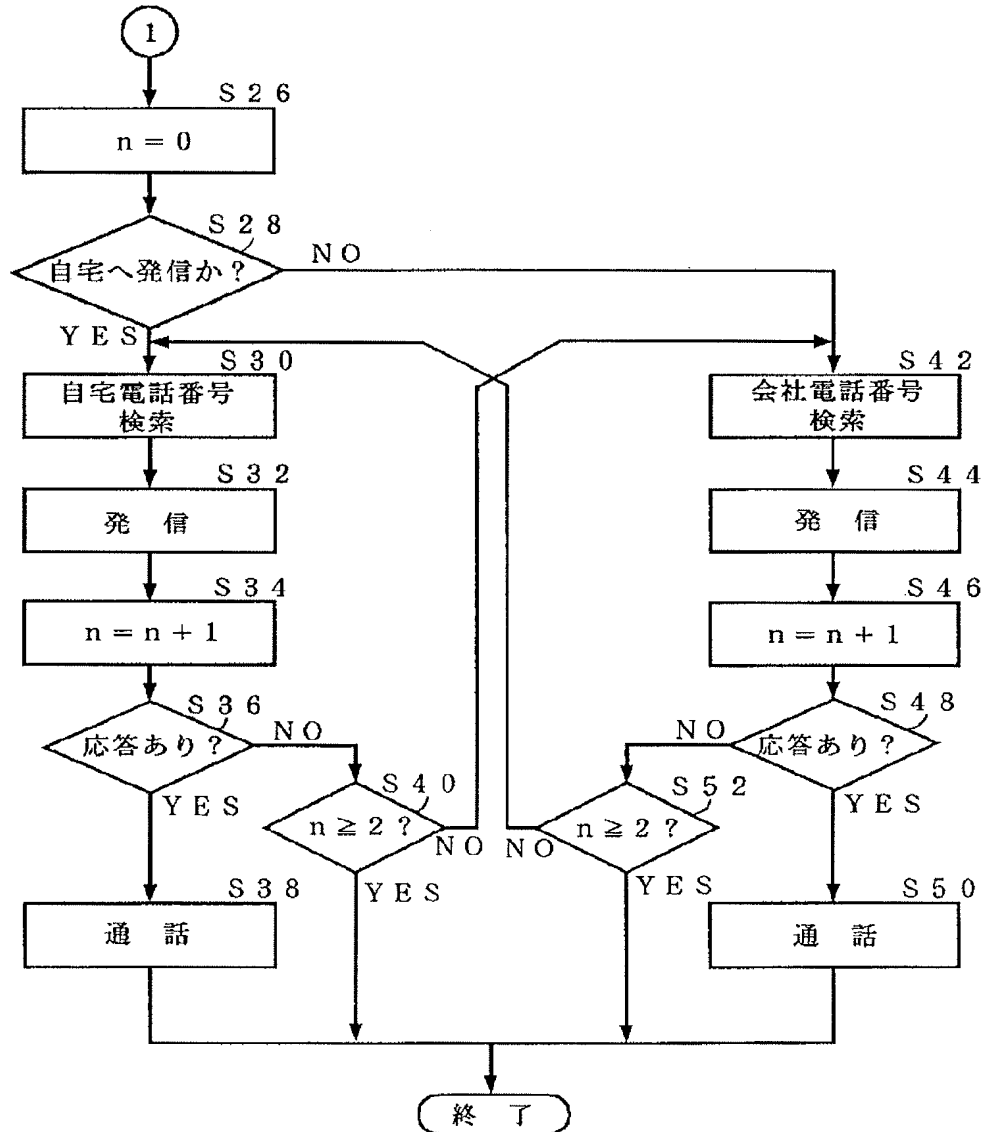 1
S26
n = 0
S28
自宅へ発信か?
NO
YES
S30
自宅電話番号
検索
S32
発 信
S34
n = n + 1
S36
応答あり?
NO
YES
S40
n ≧ 2 ?
NO
YES
S38
通 話
S42
会社電話番号
検索
S44
発 信
S46
n = n + 1
S48
応答あり?
NO
YES
S52
n ≧ 2 ?
NO
YES
S50
通 話
終 了